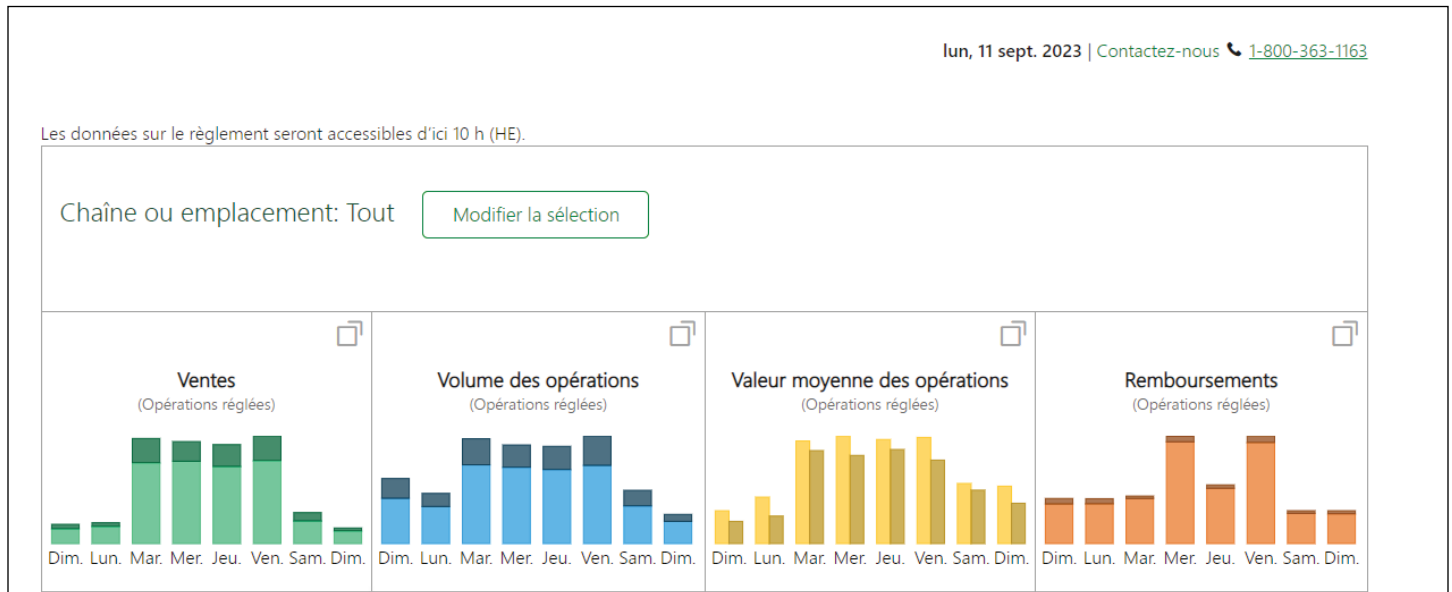 lun, 11 sept. 2023 | Contactez-nous 1-800-363-1163
Les données sur le règlement seront accessibles d'ici 10 h (HE).
Chaîne ou emplacement: Tout Modifier la sélection
Ventes Volume des opérations Valeur moyenne des opérations Remboursements
(Opérations réglées) (Opérations réglées) (Opérations réglées) (Opérations réglées)
Dim. Lun. Mar. Mer. Jeu. Ven. Sam. Dim. Dim. Lun. Mar. Mer. Jeu. Ven. Sam. Dim. Dim. Lun. Mar. Mer. Jeu. Ven. Sam. Dim. Dim. Lun. Mar. Mer. Jeu. Ven. Sam. Dim.